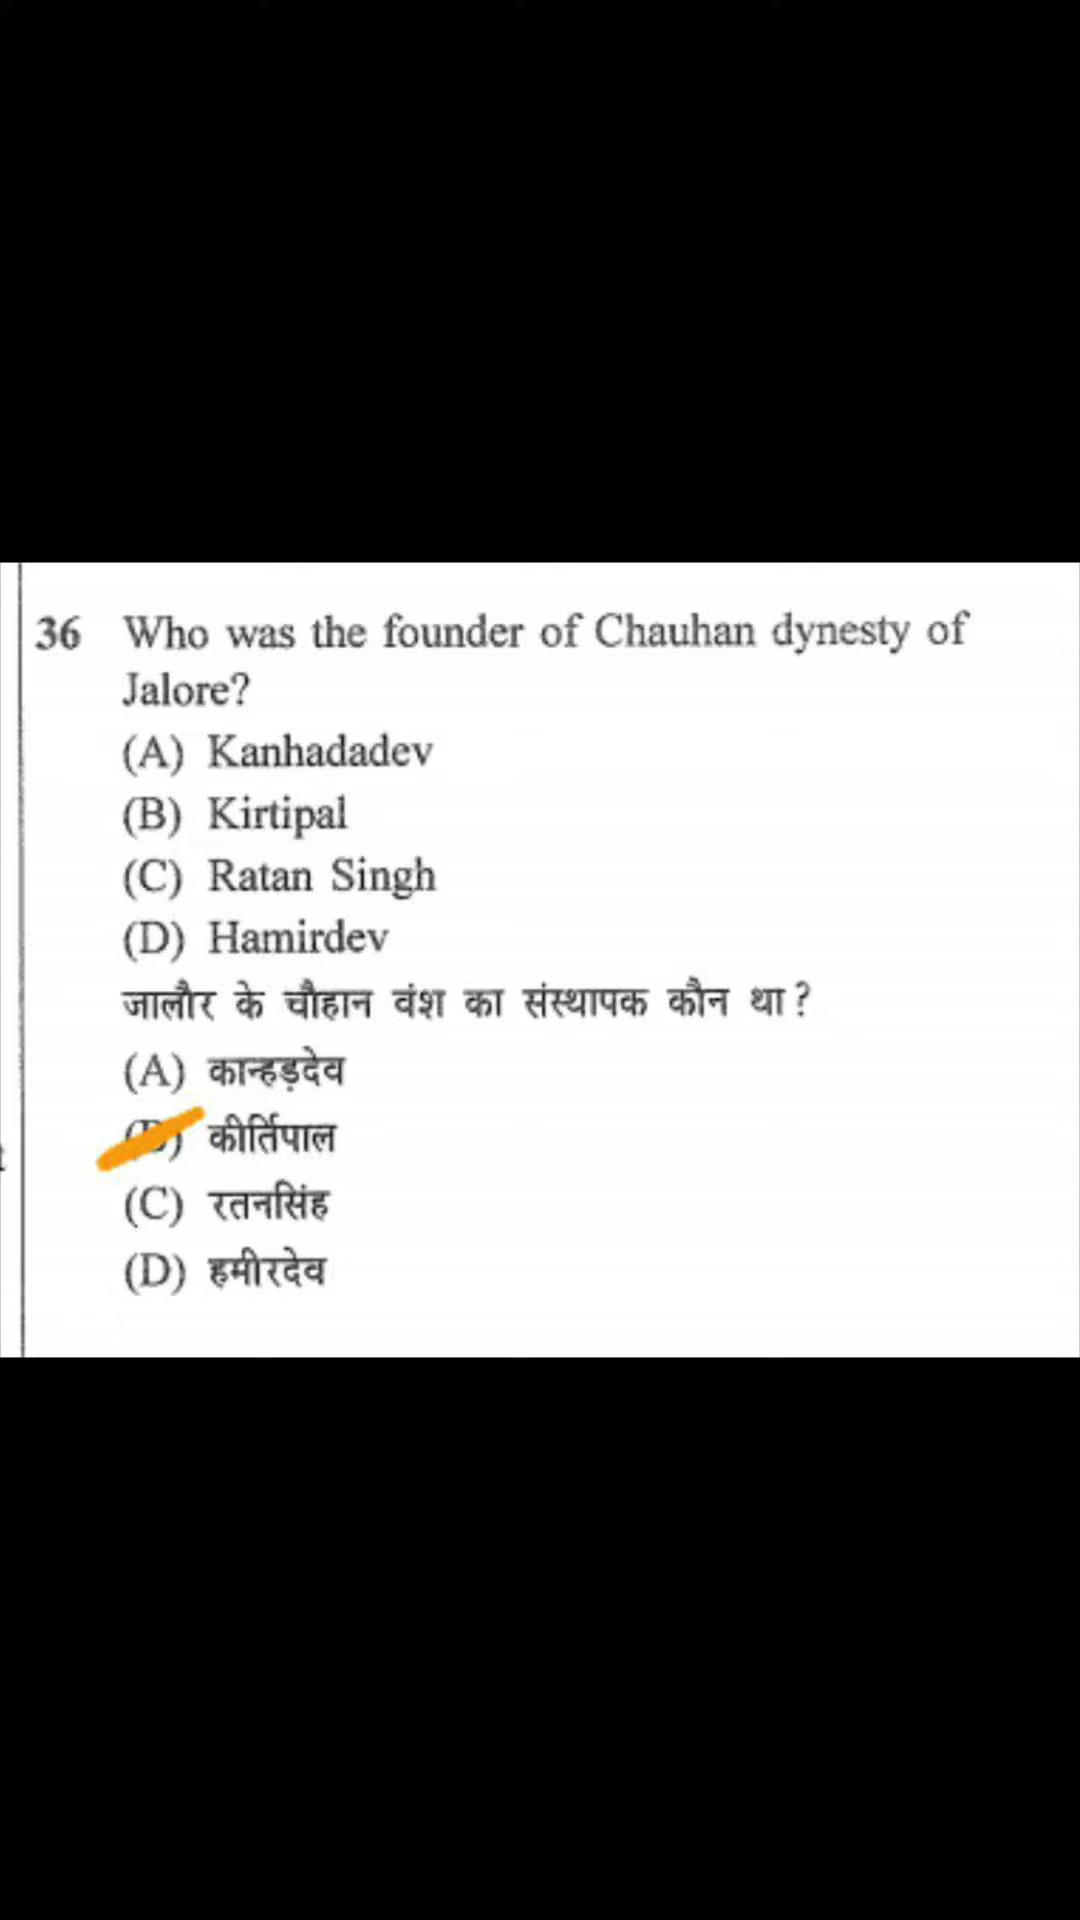 36 Who was the founder of Chauhan dynesty of
Jalore?
(A) Kanhadadev
(B) Kirtipal
(C) Ratan Singh
(D) Hamirdev
जालौर के चौहान वंश का संस्थापक कौन था ?
(A) कान्हड़देव
(B) कीर्तिपाल
(C) रतनसिंह
(D) हमीरदेव